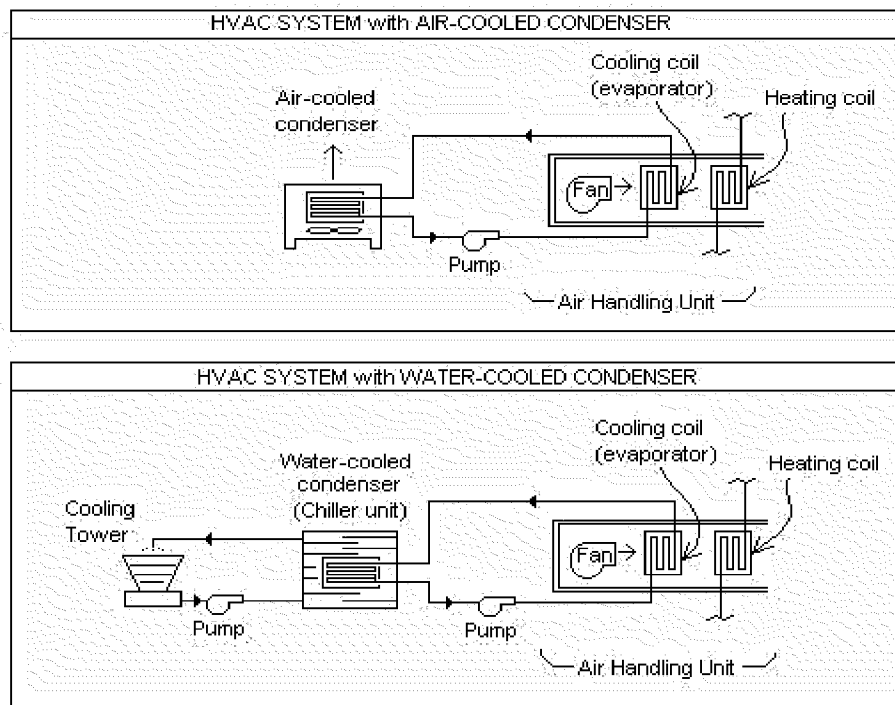 HVAC SYSTEM with AIR-COOLED CONDENSER
Cooling coil
(evaporator)
Heating coil
Air-cooled
condenser
Fan
Pump
Air Handling Unit
HVAC SYSTEM with WATER-COOLED CONDENSER
Cooling coil
(evaporator)
Heating coil
Water-cooled
condenser
(Chiller unit)
Cooling
Tower
Fan
Pump
Pump
Air Handling Unit